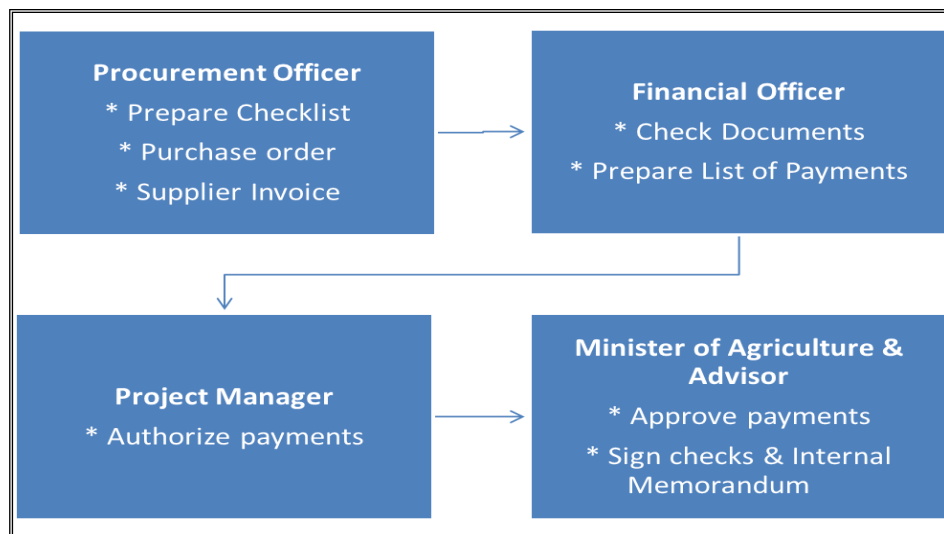 Procurement Officer
* Prepare Checklist
* Purchase order
* Supplier Invoice
Financial Officer
* Check Documents
* Prepare List of Payments
Project Manager
* Authorize payments
Minister of Agriculture &
Advisor
* Approve payments
* Sign checks & Internal
Memorandum